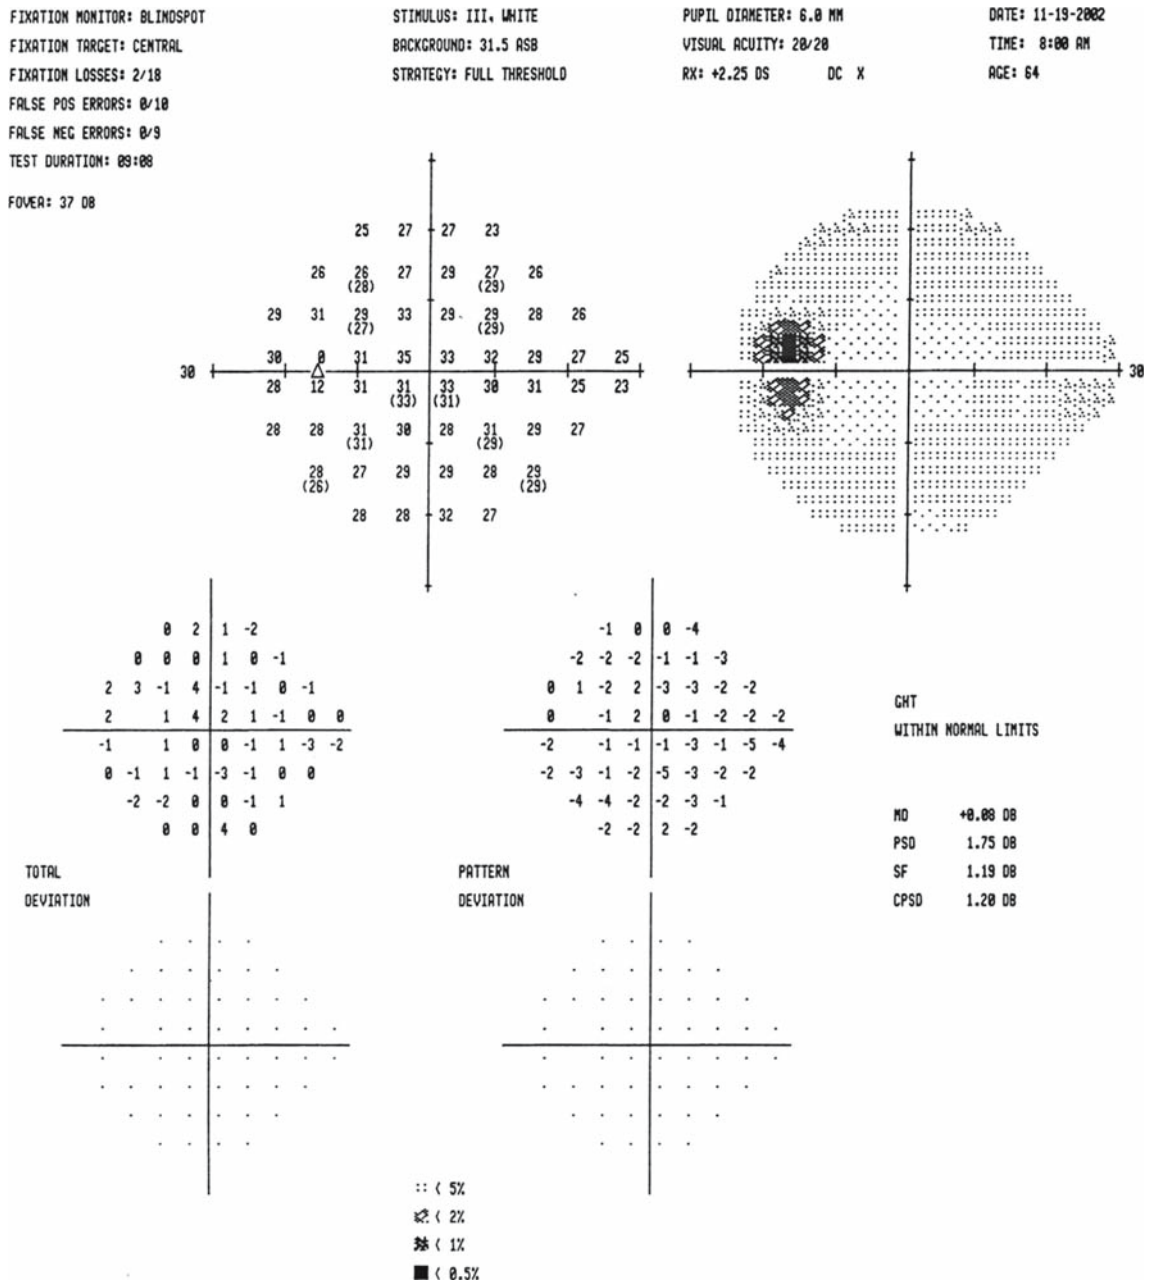 FIXATION MONITOR: BLINDSPOT
FIXATION TARGET: CENTRAL
FIXATION LOSSES: 2/18
FALSE POS ERRORS: 0/10
FALSE NEG ERRORS: 0/9
TEST DURATION: 09:08
FOVEA: 37 DB
STIMULUS: III, WHITE
BACKGROUND: 31.5 ASB
STRATEGY: FULL THRESHOLD
PUPIL DIAMETER: 6.0 MM
VISUAL ACUITY: 20/20
RX: +2.25 DS DC X
DATE: 11-19-2002
TIME: 8:00 AM
AGE: 64
25 27 27 23
26 26 27 29 27 26
(28) (29)
29 31 29 33 29 29 28 26
(27) (29)
30 0 31 35 33 32 29 27 25
30 30
28 12 31 31 33 30 31 25 23
(33) (31)
28 28 31 30 28 31 29 27
(31) (29)
28 27 29 29 28 29
(26) (29)
28 28 32 27
0 2 1 -2
0 0 0 1 0 -1
2 3 -1 4 -1 -1 0 -1
2 1 4 2 1 -1 0 0
-1 1 0 0 -1 1 -3 -2
0 -1 1 -1 -3 -1 0 0
-2 -2 0 0 -1 1
0 0 4 0
TOTAL
DEVIATION
-1 0 0 -4
-2 -2 -2 -1 -1 -3
0 1 -2 2 -3 -3 -2 -2
0 -1 2 0 -1 -2 -2 -2
-2 -1 -1 -1 -3 -1 -5 -4
-2 -3 -1 -2 -5 -3 -2 -2
-4 -4 -2 -2 -3 -1
-2 -2 2 -2
PATTERN
DEVIATION
GHT
WITHIN NORMAL LIMITS
MD +0.08 DB
PSD 1.75 DB
SF 1.19 DB
CPSD 1.20 DB
< 5%
< 2%
< 1%
< 0.5%